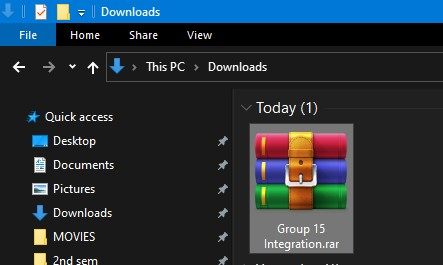 Downloads
File
Home
Share
View
This PC > Downloads
Quick access
Today (1)
Desktop
Documents
Pictures
Downloads
MOVIES
2nd sem
Group 15
Integration.rar